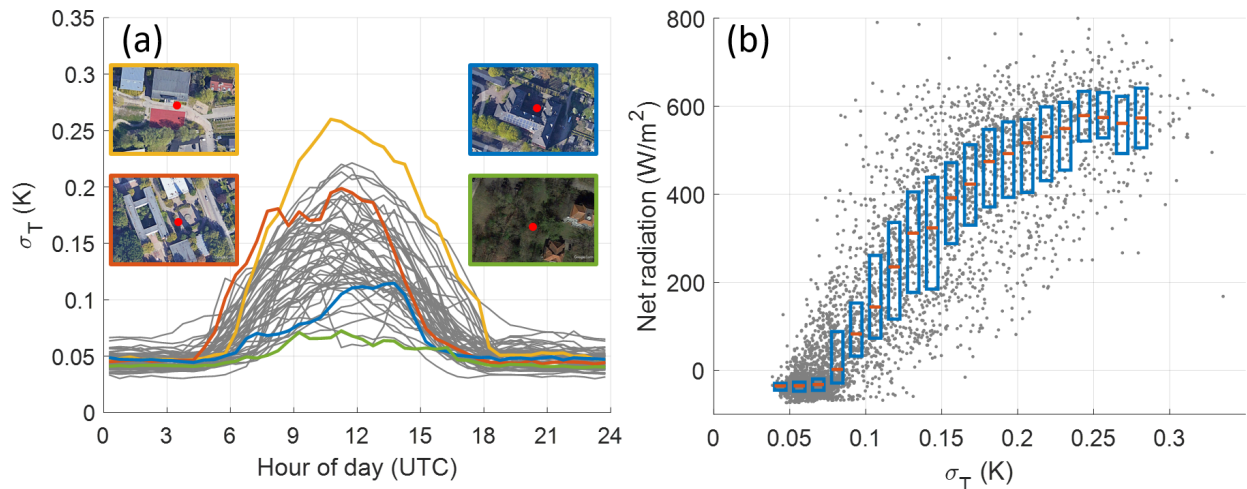 (a)
σT (K)
0.35
0.3
0.25
0.2
0.15
0.1
0.05
0
0 3 6 9 12 15 18 21 24
Hour of day (UTC)
(b)
Net radiation (W/m²)
800
600
400
200
0
0 0.05 0.1 0.15 0.2 0.25 0.3
σT (K)